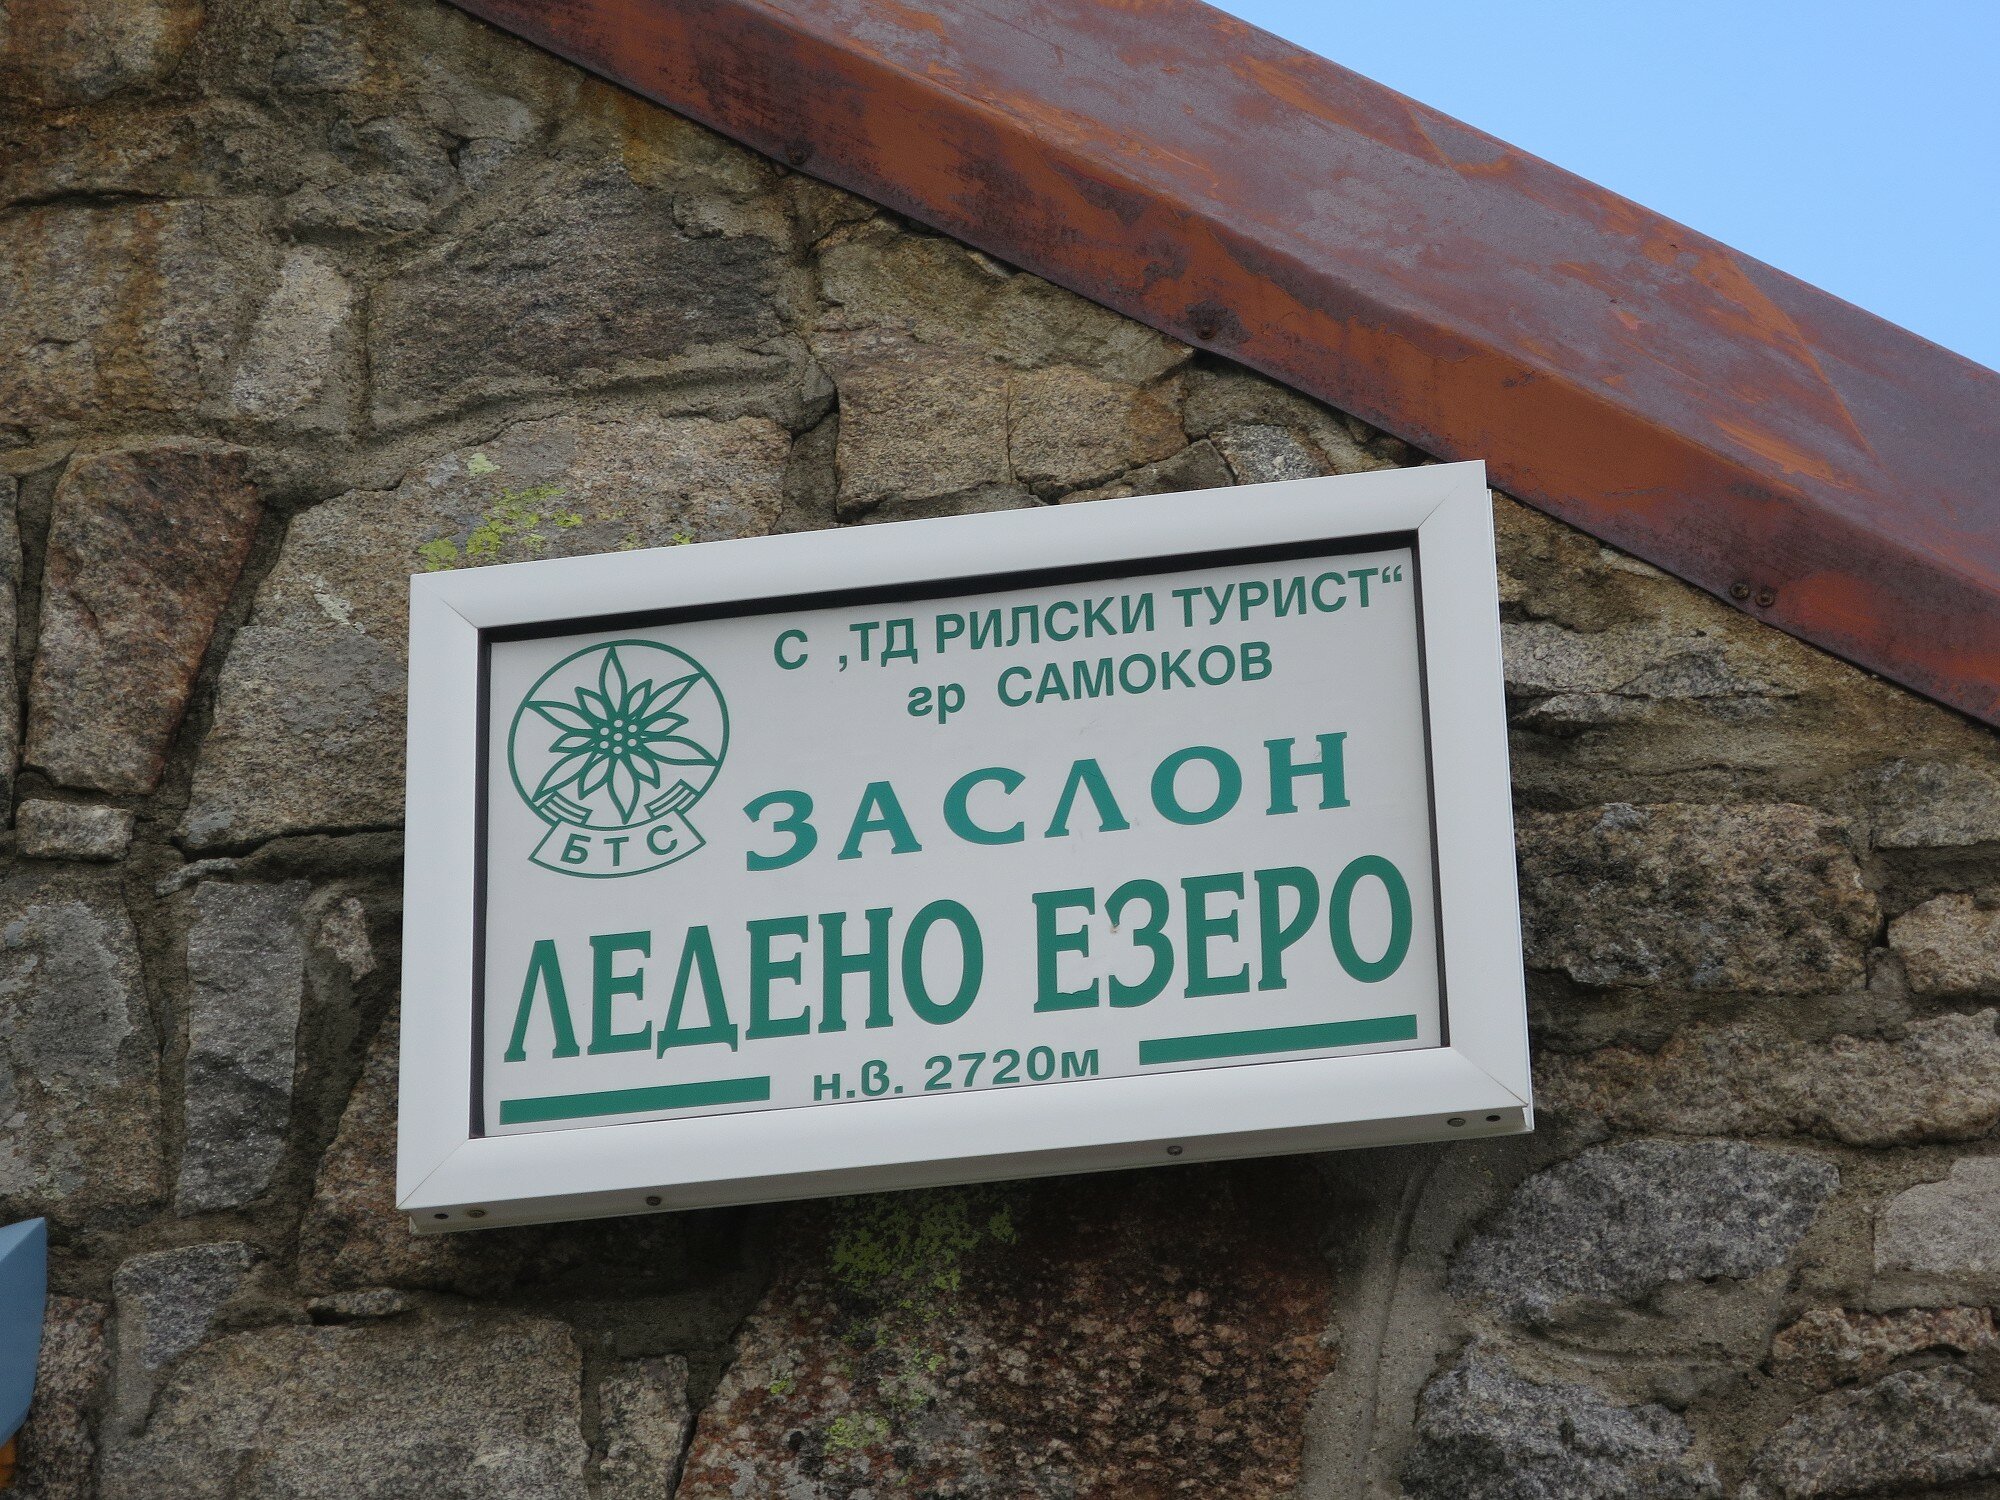 С ,ТД РИЛСКИ ТУРИСТ“
гр САМОКОВ
БТС
ЗАСЛОН
ЛЕДЕНО ЕЗЕРО
н.в. 2720м